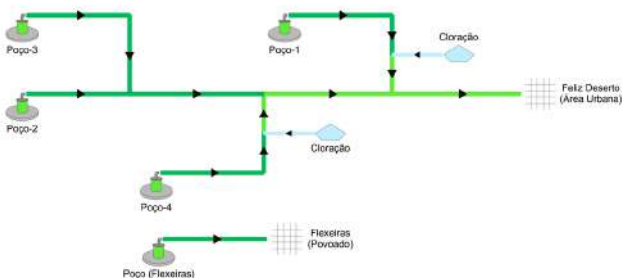 Poço-3
Poço-1
Cloração
Feliz Deserto
(Área Urbana)
Poço-2
Cloração
Poço-4
Flexeiras
(Povoado)
Poço (Flexeiras)